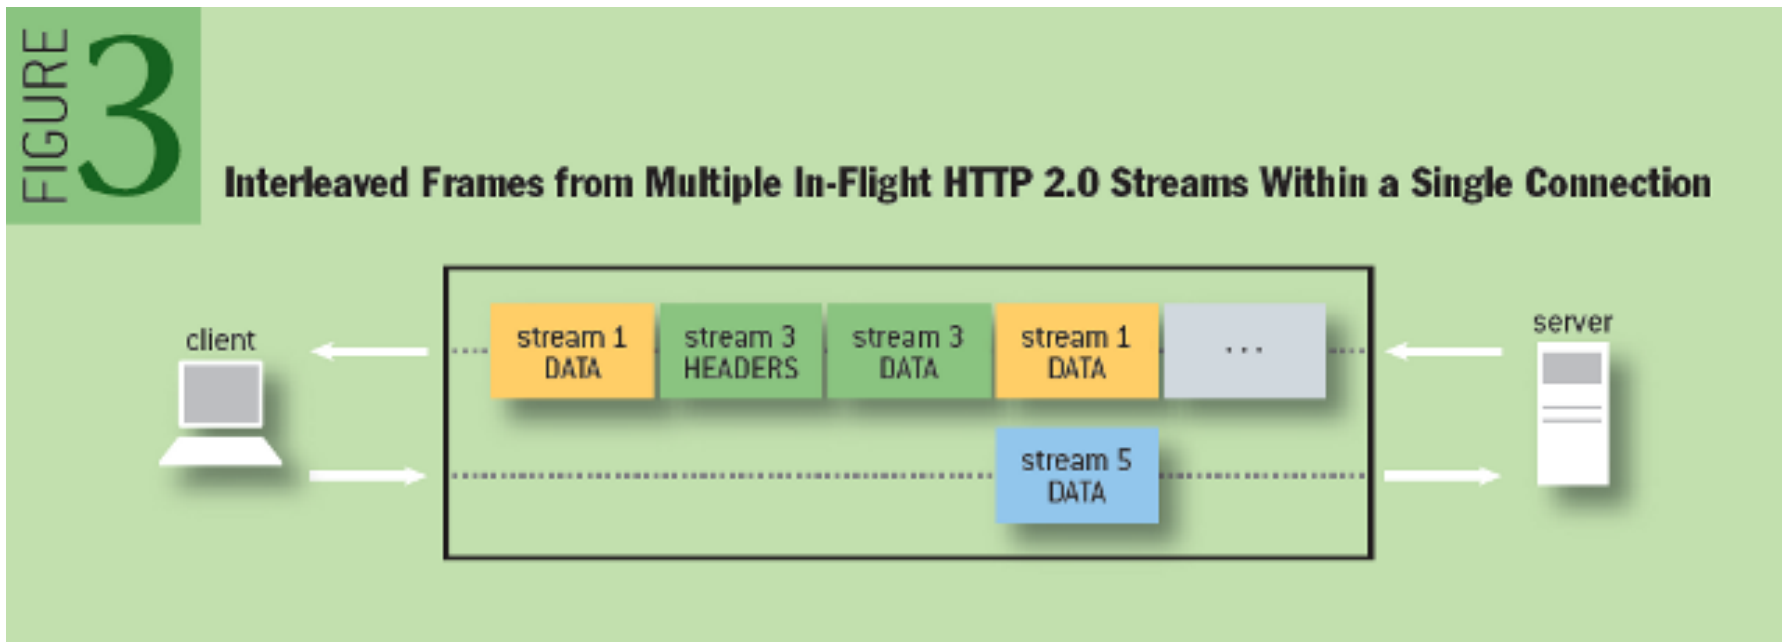 FIGURE
3
Interleaved Frames from Multiple In-Flight HTTP 2.0 Streams Within a Single Connection
client
stream 1
DATA
stream 3
HEADERS
stream 3
DATA
stream 1
DATA
...
server
stream 5
DATA